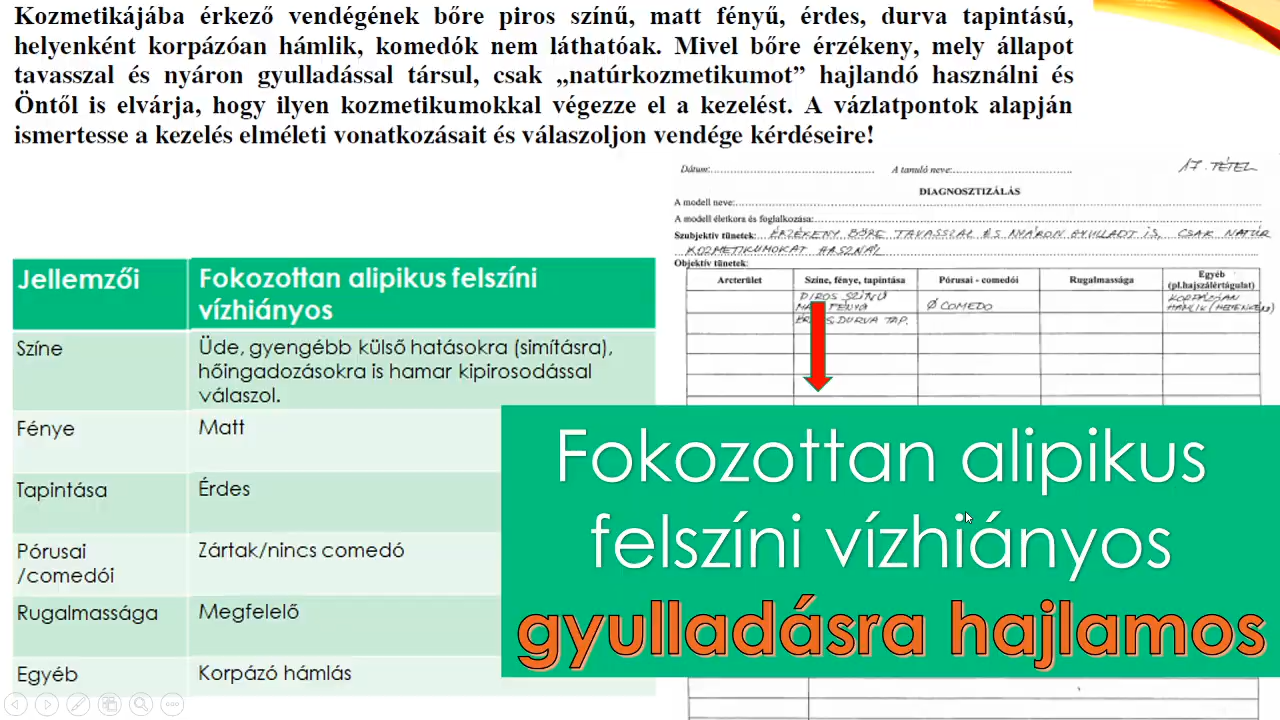 Kozmetikájába érkező vendégének bőre piros színű, matt fényű, érdes, durva tapintású,
helyenként korpázóan hámlik, komedók nem láthatóak. Mivel bőre érzékeny, mely állapot
tavasszal és nyáron gyulladással társul, csak „natúrkozmetikumot” hajlandó használni és
Öntől is elvárja, hogy ilyen kozmetikumokkal végezze el a kezelést. A vázlatpontok alapján
ismertesse a kezelés elméleti vonatkozásait és válaszoljon vendége kérdéseire!
17. TÉTEL
Dátum:
A tanuló neve:
DIAGNOSZTIZÁLÁS
A modell neve:
A modell életkora és foglalkozása:
Szubjektív tünetek: ÉRZÉKENY BŐRE TAVASSZAL ÉS NYÁRON GYULLADT IS, CSAK NATÚR
KOZMETIKUMOKAT HASZNÁL
Objektív tünetek:
Arcterület
Színe, fénye, tapintása
Pórusai - comedói
Rugalmassága
Egyéb
(pl.hajszálértágulat)
PIROS SZÍNŰ
FÉNYŰ
DURVA TAP.
Ø COMEDO
KORPÁZÓAN
HÁMLIK (HELYENKÉNT)
Jellemzői
Fokozottan alipikus felszíni
vízhiányos
Színe
Üde, gyengébb külső hatásokra (simításra),
hőingadozásokra is hamar kipirosodással
válaszol.
Fénye
Matt
Tapintása
Érdes
Pórusai
/comedói
Zártak/nincs comedó
Rugalmassága
Megfelelő
Egyéb
Korpázó hámlás
Fokozottan alipikus
felszíni vízhiányos
gyulladásra hajlamos